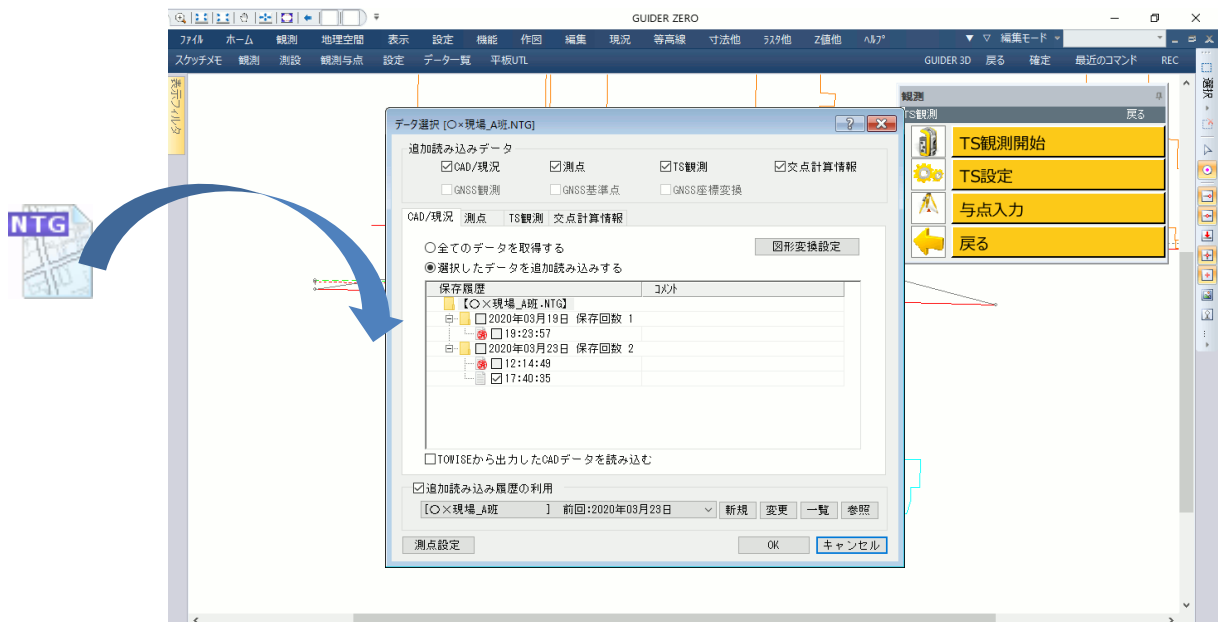 GUIDER ZERO
ﾌｧｲﾙ ホーム 観測 地理空間 表示 設定 機能 作図 編集 現況 等高線 寸法他 ﾗｽﾀ他 Z値他 ﾍﾙﾌﾟ ▼ ▽ 編集モード
スケッチメモ 観測 測設 観測与点 設定 データ一覧 平板UTL GUIDER 3D 戻る 確定 最近のコマンド REC
表示フィルタ
選択
NTG
観測
TS観測 戻る
TS観測開始
TS設定
与点入力
戻る
データ選択 [〇×現場_A班.NTG]
追加読み込みデータ
CAD/現況 測点 TS観測 交点計算情報
GNSS観測 GNSS基準点 GNSS座標変換
CAD/現況 測点 TS観測 交点計算情報
全てのデータを取得する 図形変換設定
選択したデータを追加読み込みする
保存履歴 ｺﾒﾝﾄ
【〇×現場_A班.NTG】
2020年03月19日 保存回数 1
19:23:57
2020年03月23日 保存回数 2
12:14:49
17:40:35
TOWISEから出力したCADデータを読み込む
追加読み込み履歴の利用
[〇×現場_A班 ] 前回:2020年03月23日 新規 変更 一覧 参照
測点設定 OK キャンセル